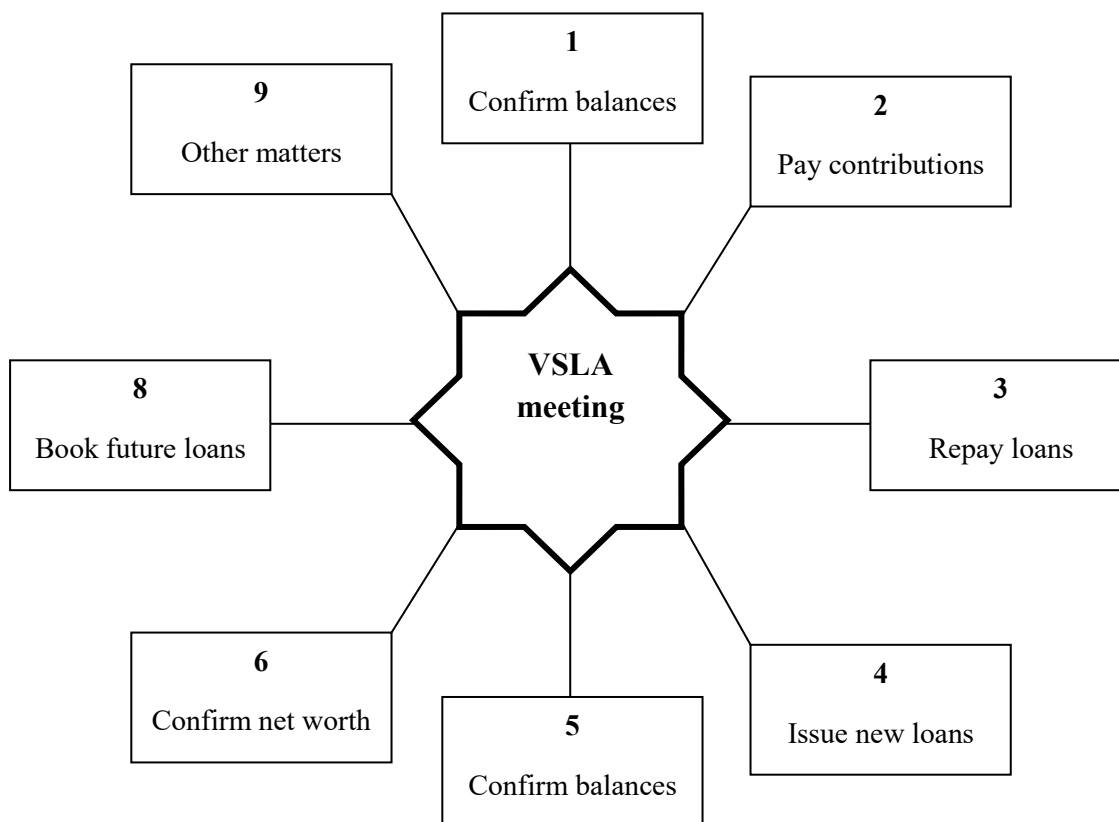 1
Confirm balances
2
Pay contributions
3
Repay loans
4
Issue new loans
5
Confirm balances
6
Confirm net worth
8
Book future loans
9
Other matters
VSLA
meeting